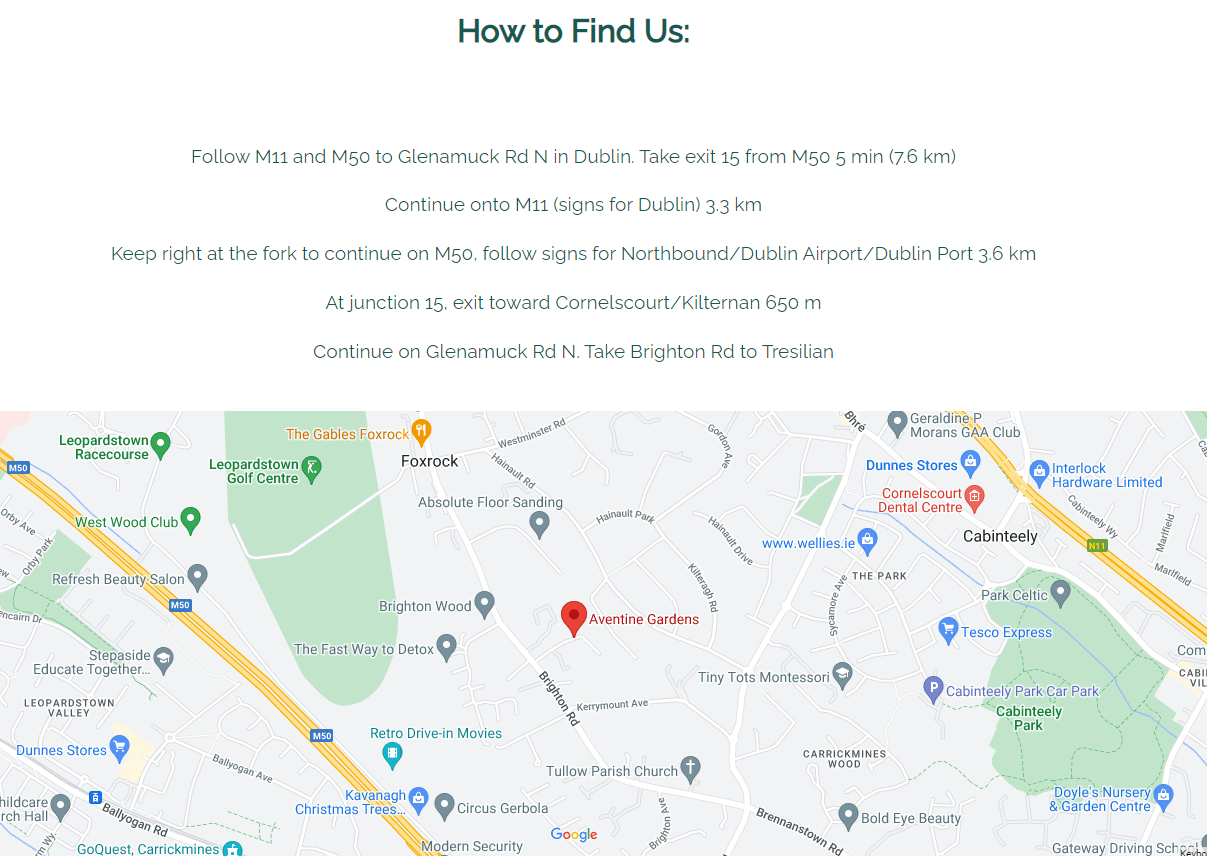 How to Find Us:
Follow M11 and M50 to Glenamuck Rd N in Dublin. Take exit 15 from M50 5 min (7.6 km)
Continue onto M11 (signs for Dublin) 3.3 km
Keep right at the fork to continue on M50, follow signs for Northbound/Dublin Airport/Dublin Port 3.6 km
At junction 15, exit toward Cornelscourt/Kilternan 650 m
Continue on Glenamuck Rd N. Take Brighton Rd to Tresilian
Bhré
Geraldine P
Morans GAA Club
Westminster Rd
Gordon Ave
The Gables Foxrock
Leopardstown
Racecourse
Foxrock
M50
Leopardstown
Golf Centre
Hainault Rd
Dunnes Stores
Interlock
Hardware Limited
Cornelscourt
Dental Centre
Absolute Floor Sanding
Hainault Park
Hainault Drive
Cabinteely Wy
Marlfield
Orby Ave
West Wood Club
Cabinteely
www.wellies.ie
N11
Orby Park
Refresh Beauty Salon
THE PARK
Kilteragh Rd
Sycamore Ave
Marlfield
Park Celtic
M50
Brighton Wood
Aventine Gardens
encairn Dr
Tesco Express
The Fast Way to Detox
Stepaside
Educate Together...
Com
Tiny Tots Montessori
CABI
VIL
Cabinteely Park Car Park
LEOPARDSTOWN
VALLEY
Brighton Rd
Kerrymount Ave
Cabinteely
Park
M50
Retro Drive-in Movies
Dunnes Stores
CARRICKMINES
WOOD
Ballyogan Ave
Tullow Parish Church
Kavanagh
Christmas Trees...
Circus Gerbola
Doyle's Nursery
& Garden Centre
hildcare
rch Hall
Ballyogan Rd
Brighton Ave
Brennanstown Rd
Bold Eye Beauty
Google
Modern Security
GoQuest, Carrickmines
Gateway Driving School